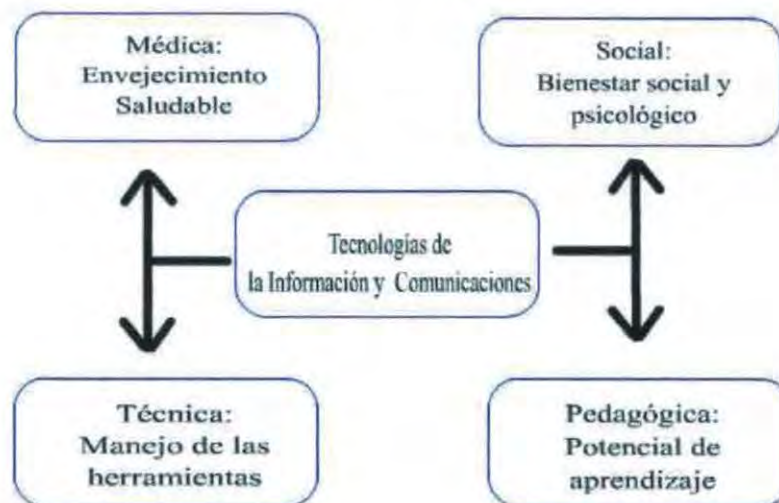 Médica:
Envejecimiento
Saludable
Social:
Bienestar social y
psicológico
Tecnologías de
la Información y Comunicaciones
Técnica:
Manejo de las
herramientas
Pedagógica:
Potencial de
aprendizaje